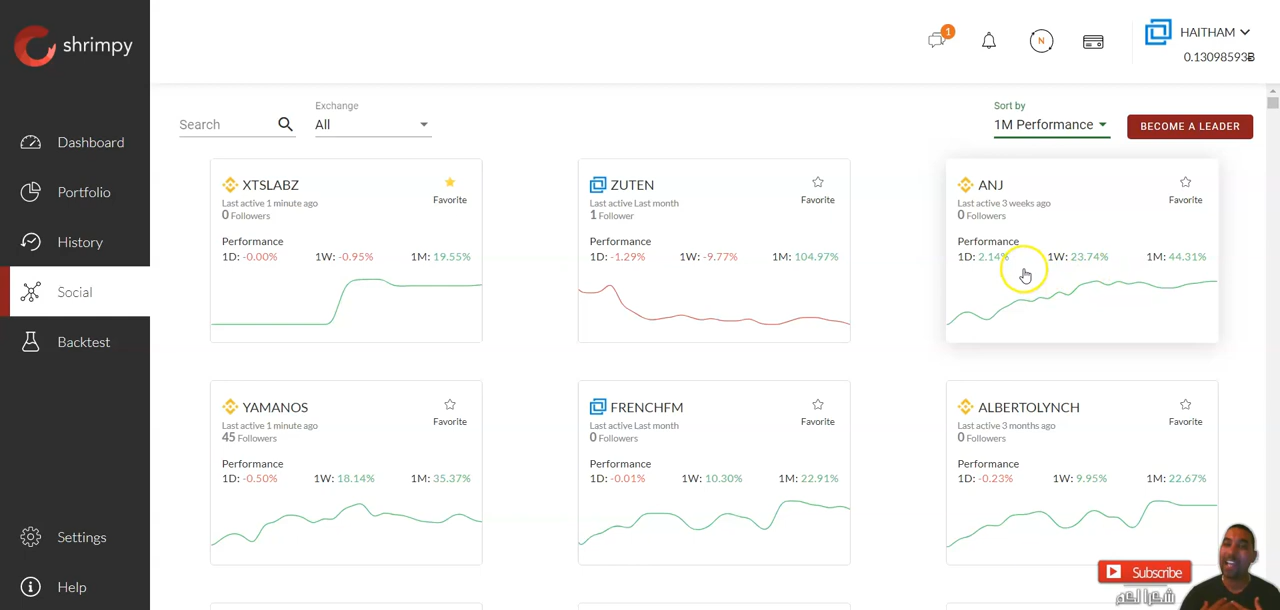 shrimpy
1
N
HAITHAM
0.13098593Ƀ
Dashboard
Portfolio
History
Social
Backtest
Settings
Help
Search
Exchange
All
Sort by
1M Performance
BECOME A LEADER
XTSLABZ
Last active 1 minute ago
0 Followers
Favorite
Performance
1D: -0.00% 1W: -0.95% 1M: 19.55%
ZUTEN
Last active Last month
1 Follower
Favorite
Performance
1D: -1.29% 1W: -9.77% 1M: 104.97%
ANJ
Last active 3 weeks ago
0 Followers
Favorite
Performance
1D: 2.14% 1W: 23.74% 1M: 44.31%
YAMANOS
Last active 1 minute ago
45 Followers
Favorite
Performance
1D: -0.50% 1W: 18.14% 1M: 35.37%
FRENCHFM
Last active Last month
0 Followers
Favorite
Performance
1D: -0.01% 1W: 10.30% 1M: 22.91%
ALBERTOLYNCH
Last active 3 months ago
0 Followers
Favorite
Performance
1D: -0.23% 1W: 9.95% 1M: 22.67%
Subscribe
شكرا لكم